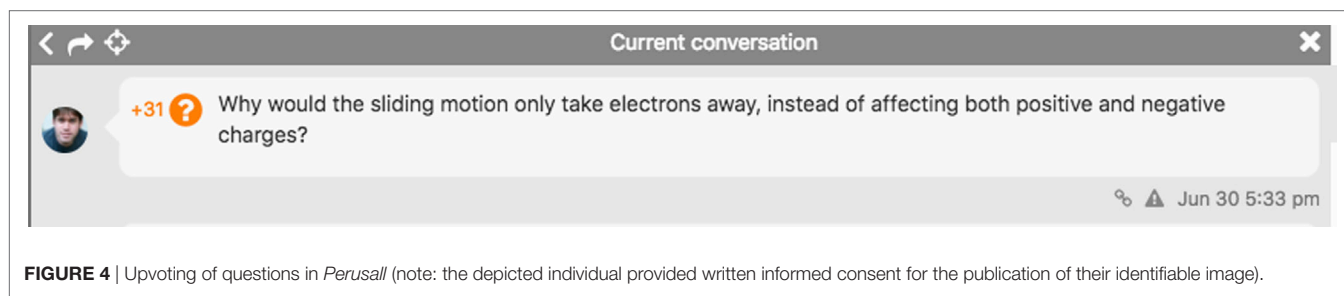 Current conversation
+31 ? Why would the sliding motion only take electrons away, instead of affecting both positive and negative
charges?
Jun 30 5:33 pm
FIGURE 4 | Upvoting of questions in Perusall (note: the depicted individual provided written informed consent for the publication of their identifiable image).